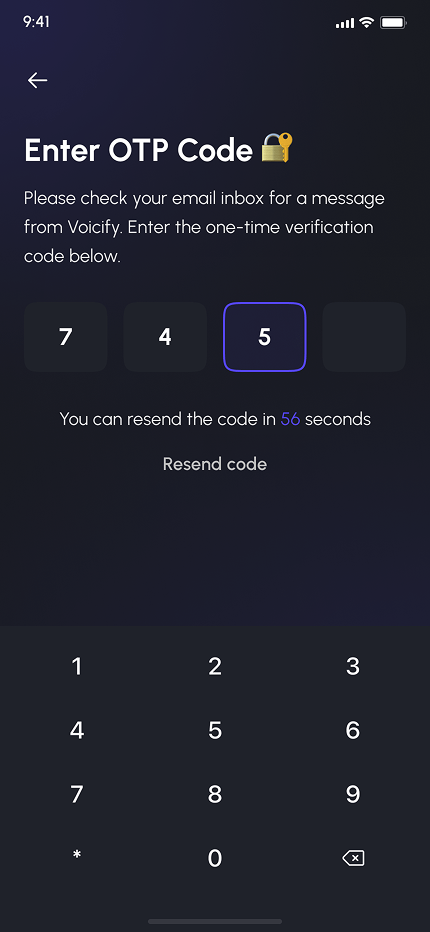 9:41
Enter OTP Code 🔐
Please check your email inbox for a message
from Voicify. Enter the one-time verification
code below.
7 4 5
You can resend the code in 56 seconds
Resend code
1 2 3
4 5 6
7 8 9
* 0